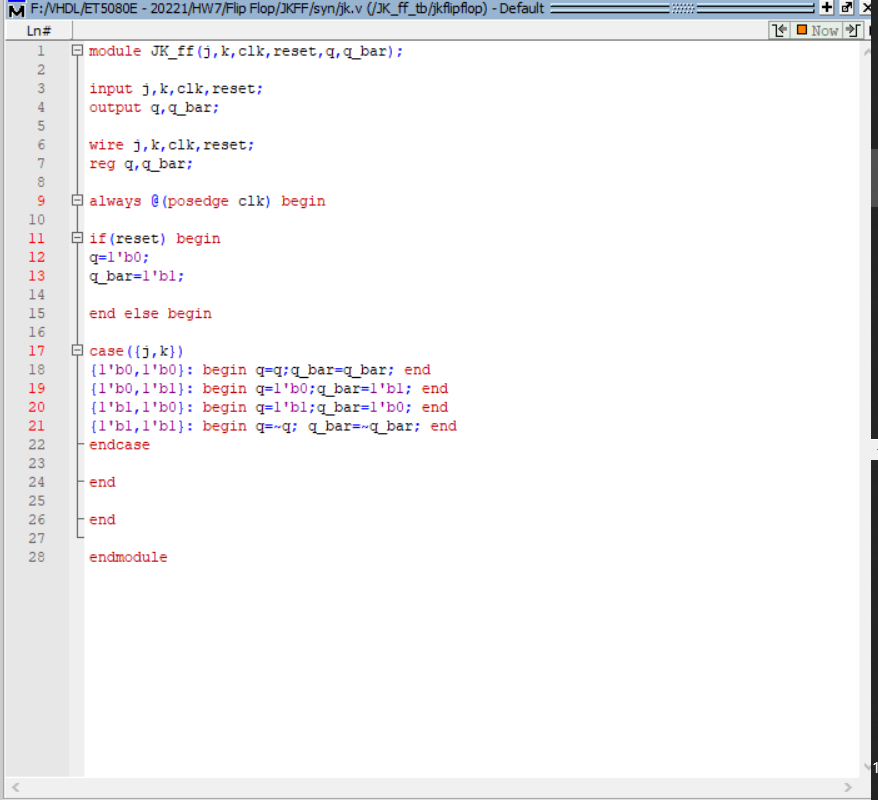 F:/VHDL/ET5080E - 20221/HW7/Flip Flop/JKFF/syn/jk.v (/JK_ff_tb/jkflipflop) - Default
Ln#
Now
1 module JK_ff(j,k,clk,reset,q,q_bar);
2
3 input j,k,clk,reset;
4 output q,q_bar;
5
6 wire j,k,clk,reset;
7 reg q,q_bar;
8
9 always @(posedge clk) begin
10
11 if(reset) begin
12 q=1'b0;
13 q_bar=1'b1;
14
15 end else begin
16
17 case({j,k})
18 {1'b0,1'b0}: begin q=q;q_bar=q_bar; end
19 {1'b0,1'b1}: begin q=1'b0;q_bar=1'b1; end
20 {1'b1,1'b0}: begin q=1'b1;q_bar=1'b0; end
21 {1'b1,1'b1}: begin q=~q; q_bar=~q_bar; end
22 endcase
23
24 end
25
26 end
27
28 endmodule
1